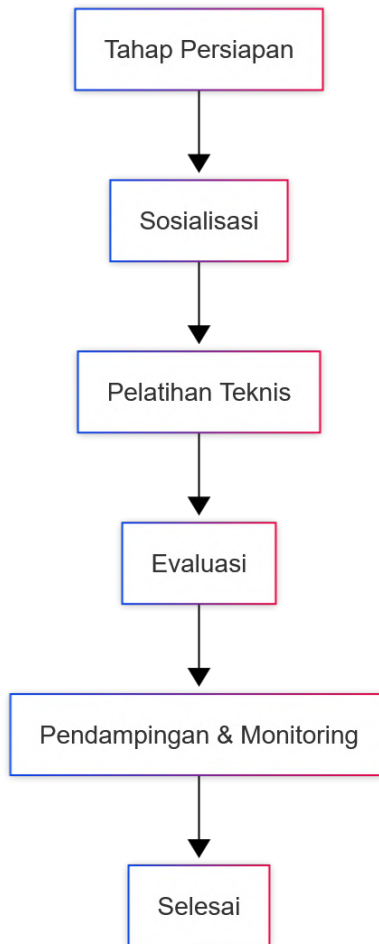 Tahap Persiapan
Sosialisasi
Pelatihan Teknis
Evaluasi
Pendampingan & Monitoring
Selesai